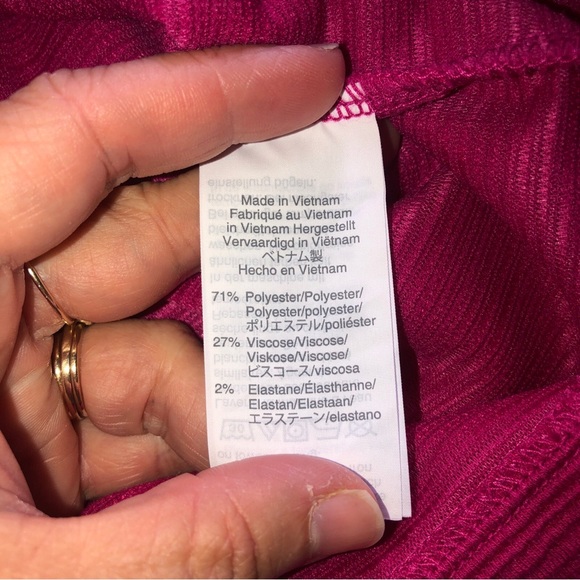 Made in Vietnam
Fabriqué au Vietnam
in Vietnam Hergestellt
Vervaardigd in Viëtnam
ベトナム製
Hecho en Vietnam
71% Polyester/Polyester/
Polyester/polyester/
ポリエステル/poliéster
27% Viscose/Viscose/
Viskose/Viscose/
ビスコース/viscosa
2% Elastane/Élasthanne/
Elastan/Elastaan/
エラステーン/elastano